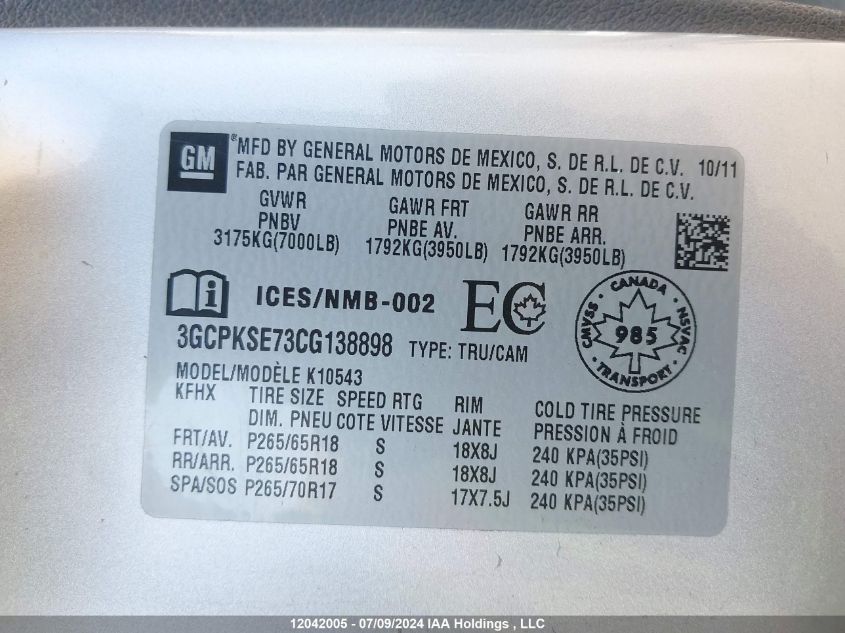 GM
® MFD BY GENERAL MOTORS DE MEXICO, S. DE R.L. DE C.V. 10/11
FAB. PAR GENERAL MOTORS DE MEXICO, S. DE R.L. DE C.V.
GVWR GAWR FRT GAWR RR
PNBV PNBE AV. PNBE ARR.
3175KG(7000LB) 1792KG(3950LB) 1792KG(3950LB)
i ICES/NMB-002 EC
CANADA
CMVSS 985 NSVAC
TRANSPORT
3GCPKSE73CG138898 TYPE: TRU/CAM
MODEL/MODÈLE K10543
KFHX TIRE SIZE SPEED RTG RIM COLD TIRE PRESSURE
DIM. PNEU COTE VITESSE JANTE PRESSION À FROID
FRT/AV. P265/65R18 S 18X8J 240 KPA(35PSI)
RR/ARR. P265/65R18 S 18X8J 240 KPA(35PSI)
SPA/SOS P265/70R17 S 17X7.5J 240 KPA(35PSI)
12042005 - 07/09/2024 IAA Holdings , LLC